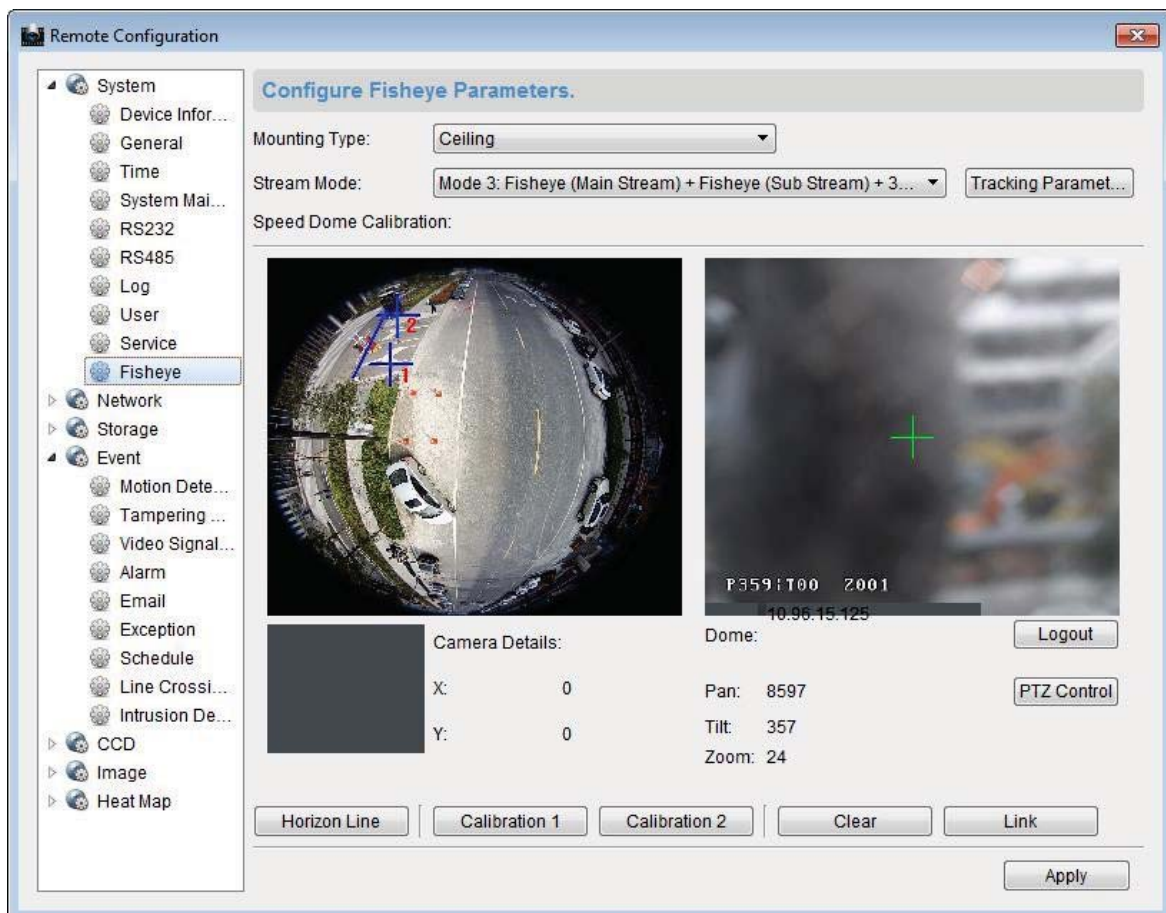 Remote Configuration
System
Device Infor...
General
Time
System Mai...
RS232
RS485
Log
User
Service
Fisheye
Network
Storage
Event
Motion Dete...
Tampering ...
Video Signal...
Alarm
Email
Exception
Schedule
Line Crossi...
Intrusion De...
CCD
Image
Heat Map
Configure Fisheye Parameters.
Mounting Type:
Ceiling
Stream Mode:
Mode 3: Fisheye (Main Stream) + Fisheye (Sub Stream) + 3...
Tracking Paramet...
Speed Dome Calibration:
2
1
P359:T00 Z001
10.96.15.125
Camera Details:
X: 0
Y: 0
Dome:
Logout
Pan: 8597
PTZ Control
Tilt: 357
Zoom: 24
Horizon Line
Calibration 1
Calibration 2
Clear
Link
Apply